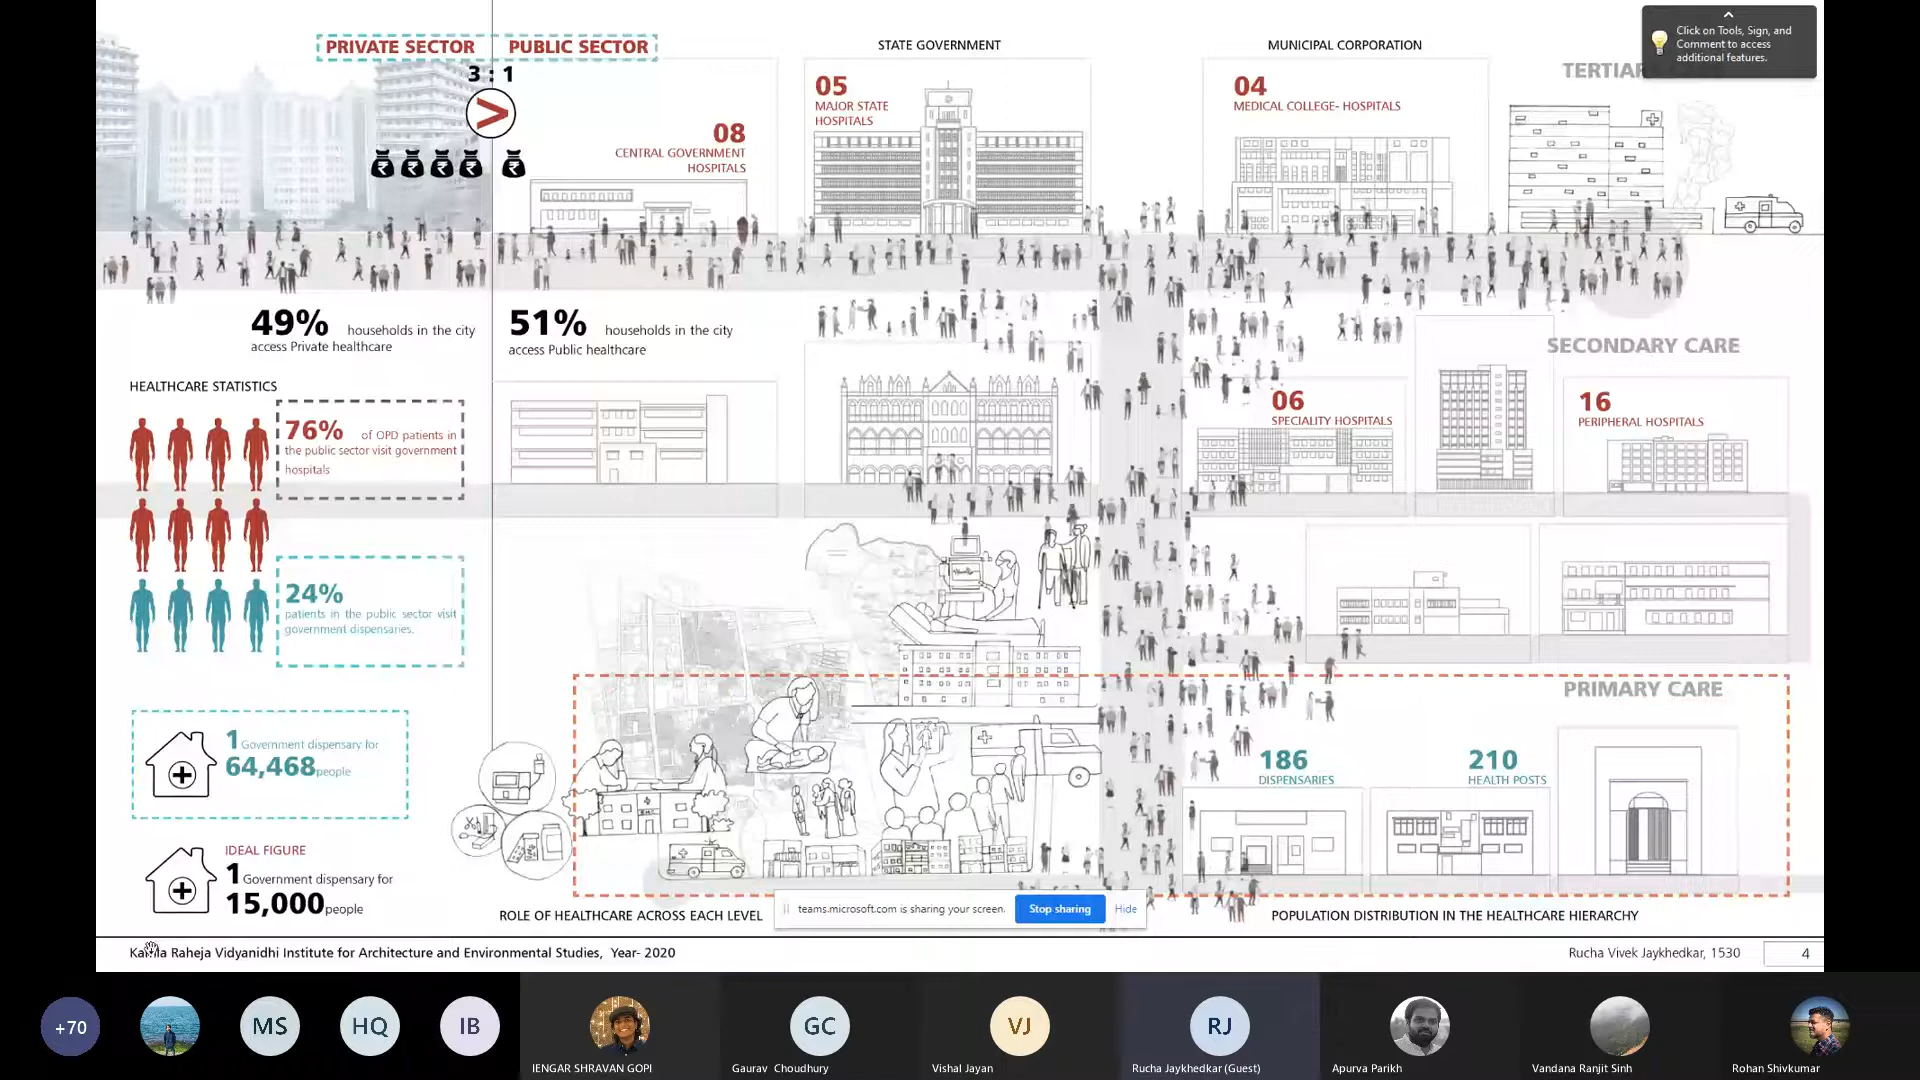 PRIVATE SECTOR
PUBLIC SECTOR
3 : 1
STATE GOVERNMENT
MUNICIPAL CORPORATION
Click on Tools, Sign, and
Comment to access
additional features.
08
CENTRAL GOVERNMENT
HOSPITALS
05
MAJOR STATE
HOSPITALS
04
MEDICAL COLLEGE- HOSPITALS
49% households in the city
access Private healthcare
51% households in the city
access Public healthcare
SECONDARY CARE
HEALTHCARE STATISTICS
76% of OPD patients in
the public sector visit government
hospitals
06
SPECIALITY HOSPITALS
16
PERIPHERAL HOSPITALS
24%
patients in the public sector visit
government dispensaries.
PRIMARY CARE
1 Government dispensary for
64,468 people
186
DISPENSARIES
210
HEALTH POSTS
IDEAL FIGURE
1 Government dispensary for
15,000 people
ROLE OF HEALTHCARE ACROSS EACH LEVEL
teams.microsoft.com is sharing your screen.
Stop sharing
Hide
POPULATION DISTRIBUTION IN THE HEALTHCARE HIERARCHY
Raheja Vidyanidhi Institute for Architecture and Environmental Studies, Year- 2020
Rucha Vivek Jaykhedkar, 1530
4
+70
MS
HQ
IB
GC
VJ
RJ
IENGAR SHRAVAN GOPI
Gaurav Choudhury
Vishal Jayan
Rucha Jaykhedkar (Guest)
Apurva Parikh
Vandana Ranjit Sinh
Rohan Shivkumar